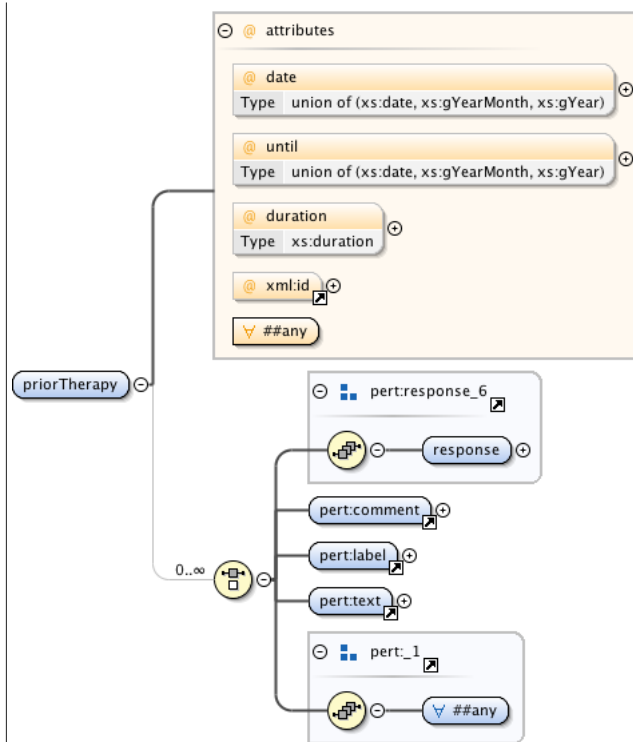 @ attributes
@ date
Type union of (xs:date, xs:gYearMonth, xs:gYear)
@ until
Type union of (xs:date, xs:gYearMonth, xs:gYear)
@ duration
Type xs:duration
@ xml:id
∀ ##any
priorTherapy
pert:response_6
response
pert:comment
pert:label
0..∞
pert:text
pert:_1
∀ ##any